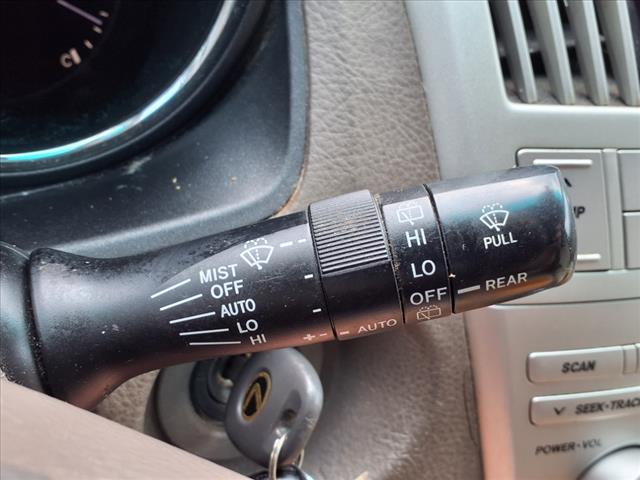 MIST
OFF
AUTO
LO
HI
+ -
AUTO
HI
LO
OFF
PULL
REAR
SCAN
SEEK•TRACK
POWER•VOL